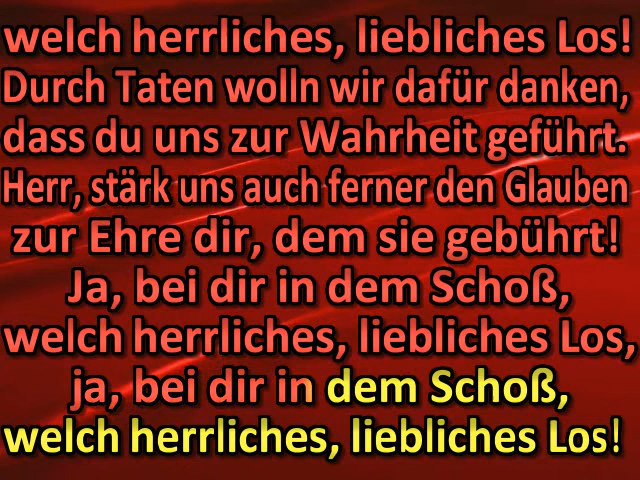 welch herrliches, liebliches Los!
Durch Taten wolln wir dafür danken,
dass du uns zur Wahrheit geführt.
Herr, stärk uns auch ferner den Glauben
zur Ehre dir, dem sie gebührt!
Ja, bei dir in dem Schoß,
welch herrliches, liebliches Los,
ja, bei dir in dem Schoß,
welch herrliches, liebliches Los!